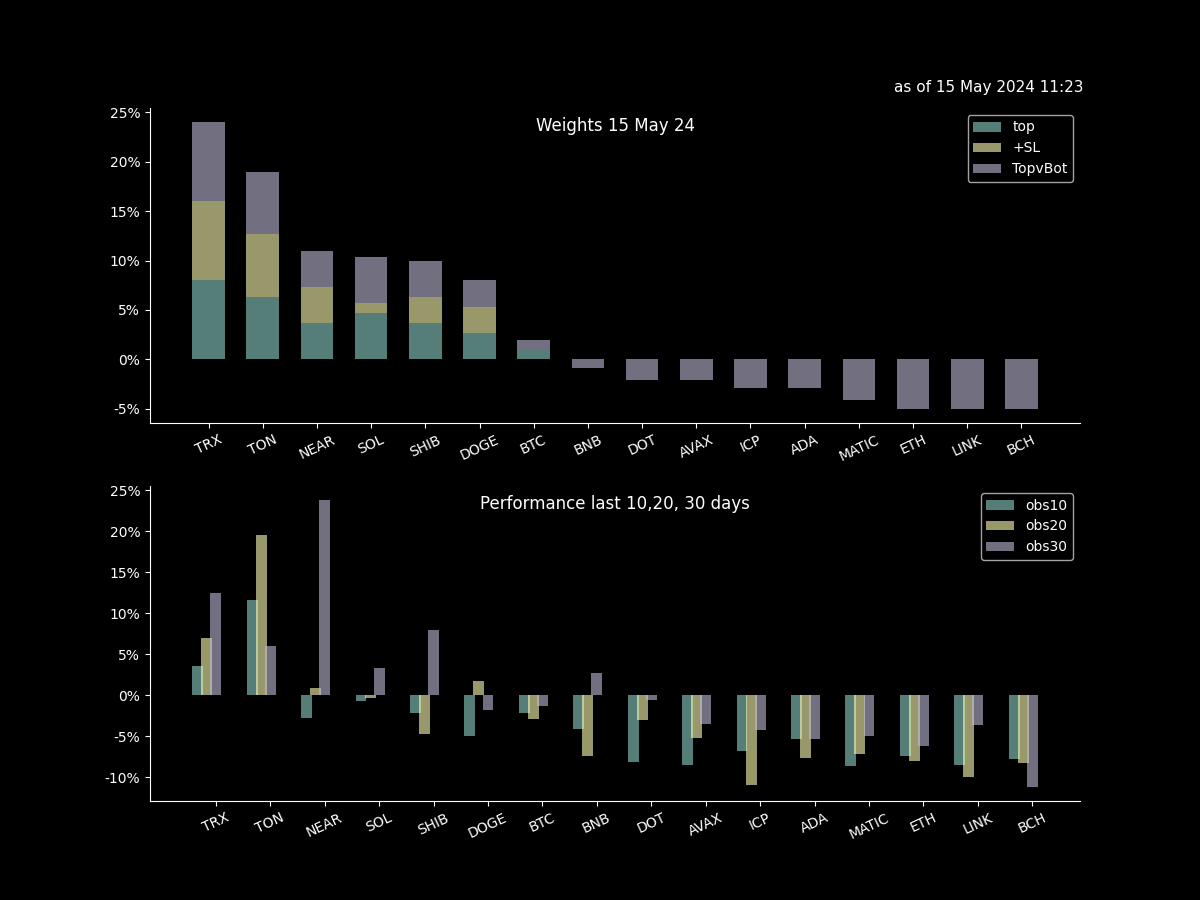 as of 15 May 2024 11:23
Weights 15 May 24
top
+SL
TopvBot
25%
20%
15%
10%
5%
0%
-5%
TRX TON NEAR SOL SHIB DOGE BTC BNB DOT AVAX ICP ADA MATIC ETH LINK BCH
Performance last 10,20, 30 days
obs10
obs20
obs30
25%
20%
15%
10%
5%
0%
-5%
-10%
TRX TON NEAR SOL SHIB DOGE BTC BNB DOT AVAX ICP ADA MATIC ETH LINK BCH